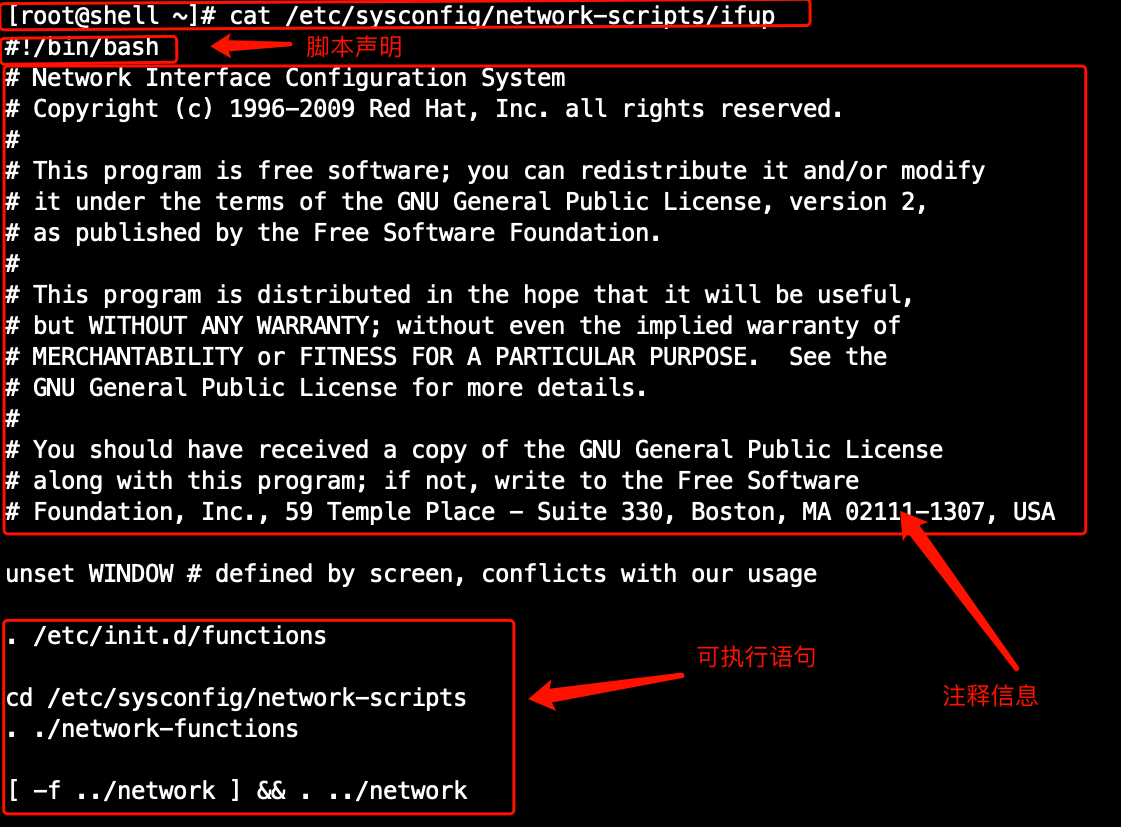 [root@shell ~]# cat /etc/sysconfig/network-scripts/ifup
#!/bin/bash 脚本声明
# Network Interface Configuration System
# Copyright (c) 1996-2009 Red Hat, Inc. all rights reserved.
#
# This program is free software; you can redistribute it and/or modify
# it under the terms of the GNU General Public License, version 2,
# as published by the Free Software Foundation.
#
# This program is distributed in the hope that it will be useful,
# but WITHOUT ANY WARRANTY; without even the implied warranty of
# MERCHANTABILITY or FITNESS FOR A PARTICULAR PURPOSE.  See the
# GNU General Public License for more details.
#
# You should have received a copy of the GNU General Public License
# along with this program; if not, write to the Free Software
# Foundation, Inc., 59 Temple Place - Suite 330, Boston, MA 02111-1307, USA
unset WINDOW # defined by screen, conflicts with our usage
. /etc/init.d/functions
可执行语句
cd /etc/sysconfig/network-scripts
注释信息
. ./network-functions
[ -f ../network ] && . ../network